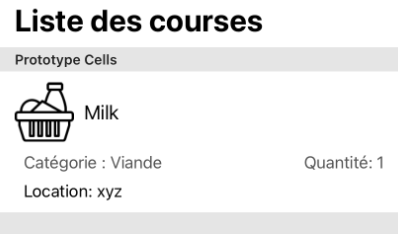 Liste des courses
Prototype Cells
Milk
Catégorie : Viande Quantité: 1
Location: xyz